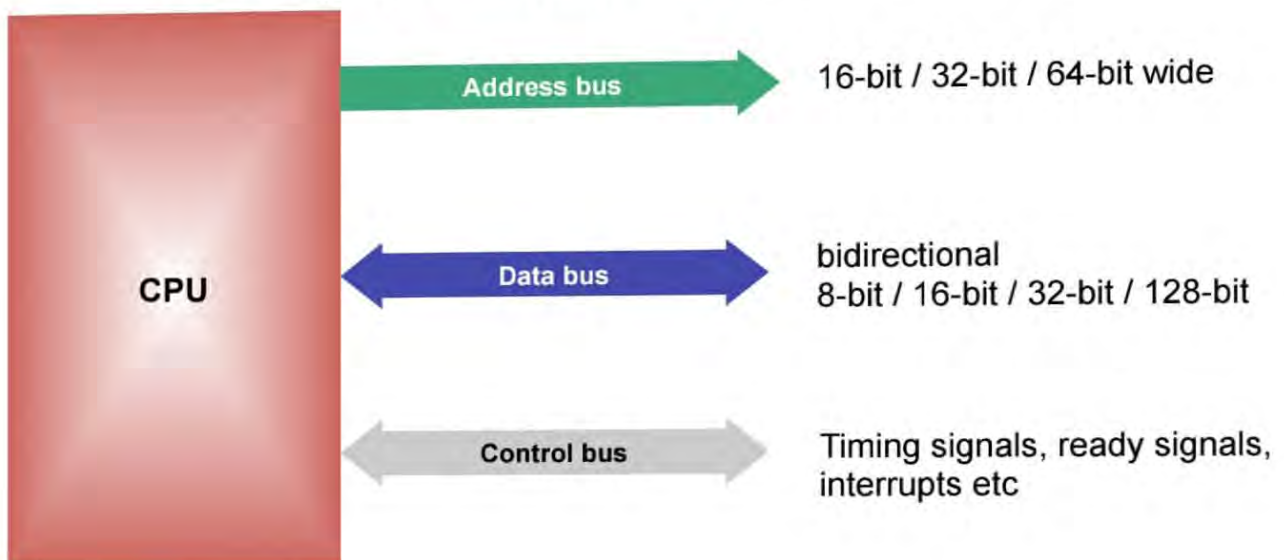 Address bus
16-bit / 32-bit / 64-bit wide
CPU
Data bus
bidirectional
8-bit / 16-bit / 32-bit / 128-bit
Control bus
Timing signals, ready signals,
interrupts etc